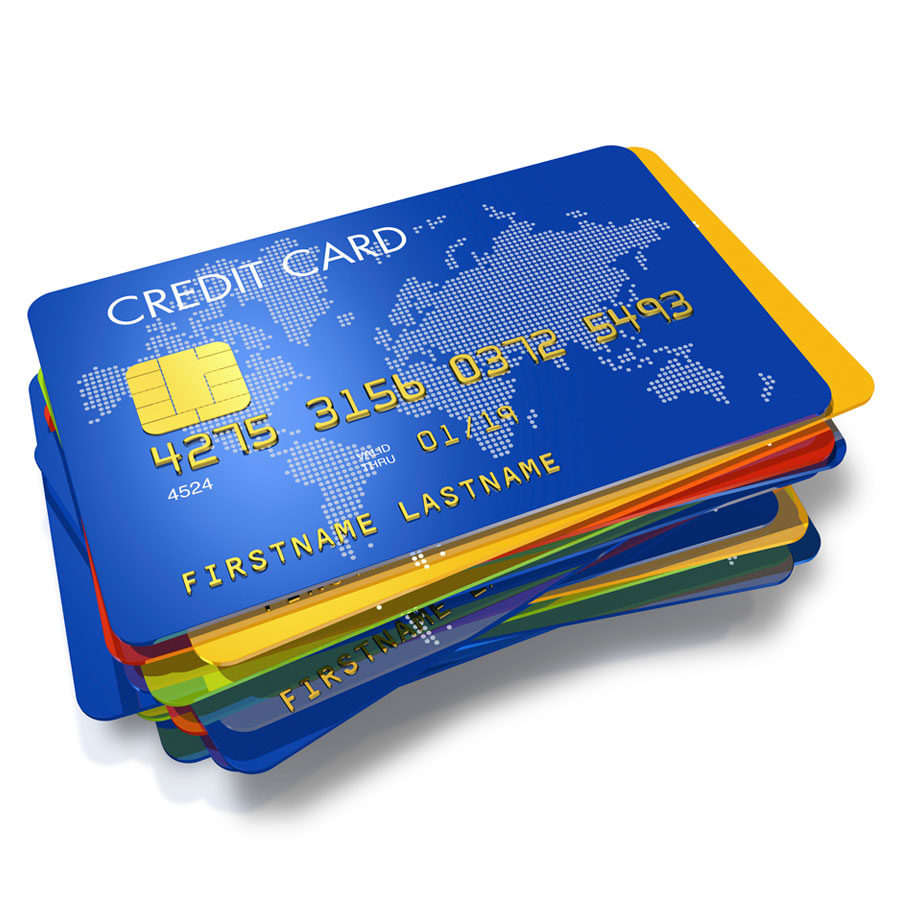 CREDIT CARD
4275 3156 0372 5493
4524
VALID
THRU
01/19
FIRSTNAME LASTNAME
FIRSTNAME